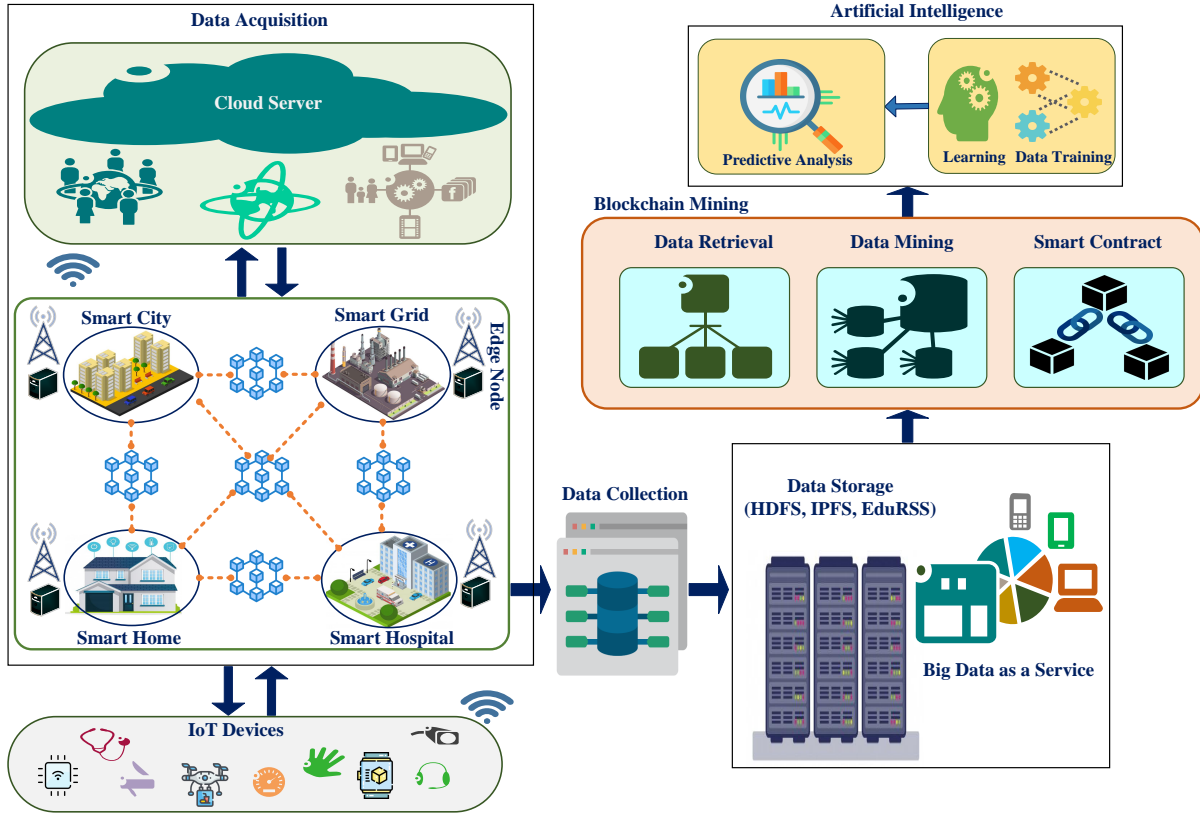 Data Acquisition
Cloud Server
Smart City
Smart Grid
Edge Node
Smart Home
Smart Hospital
IoT Devices
Data Collection
Data Storage
(HDFS, IPFS, EduRSS)
Big Data as a Service
Blockchain Mining
Data Retrieval
Data Mining
Smart Contract
Artificial Intelligence
Predictive Analysis
Learning
Data Training